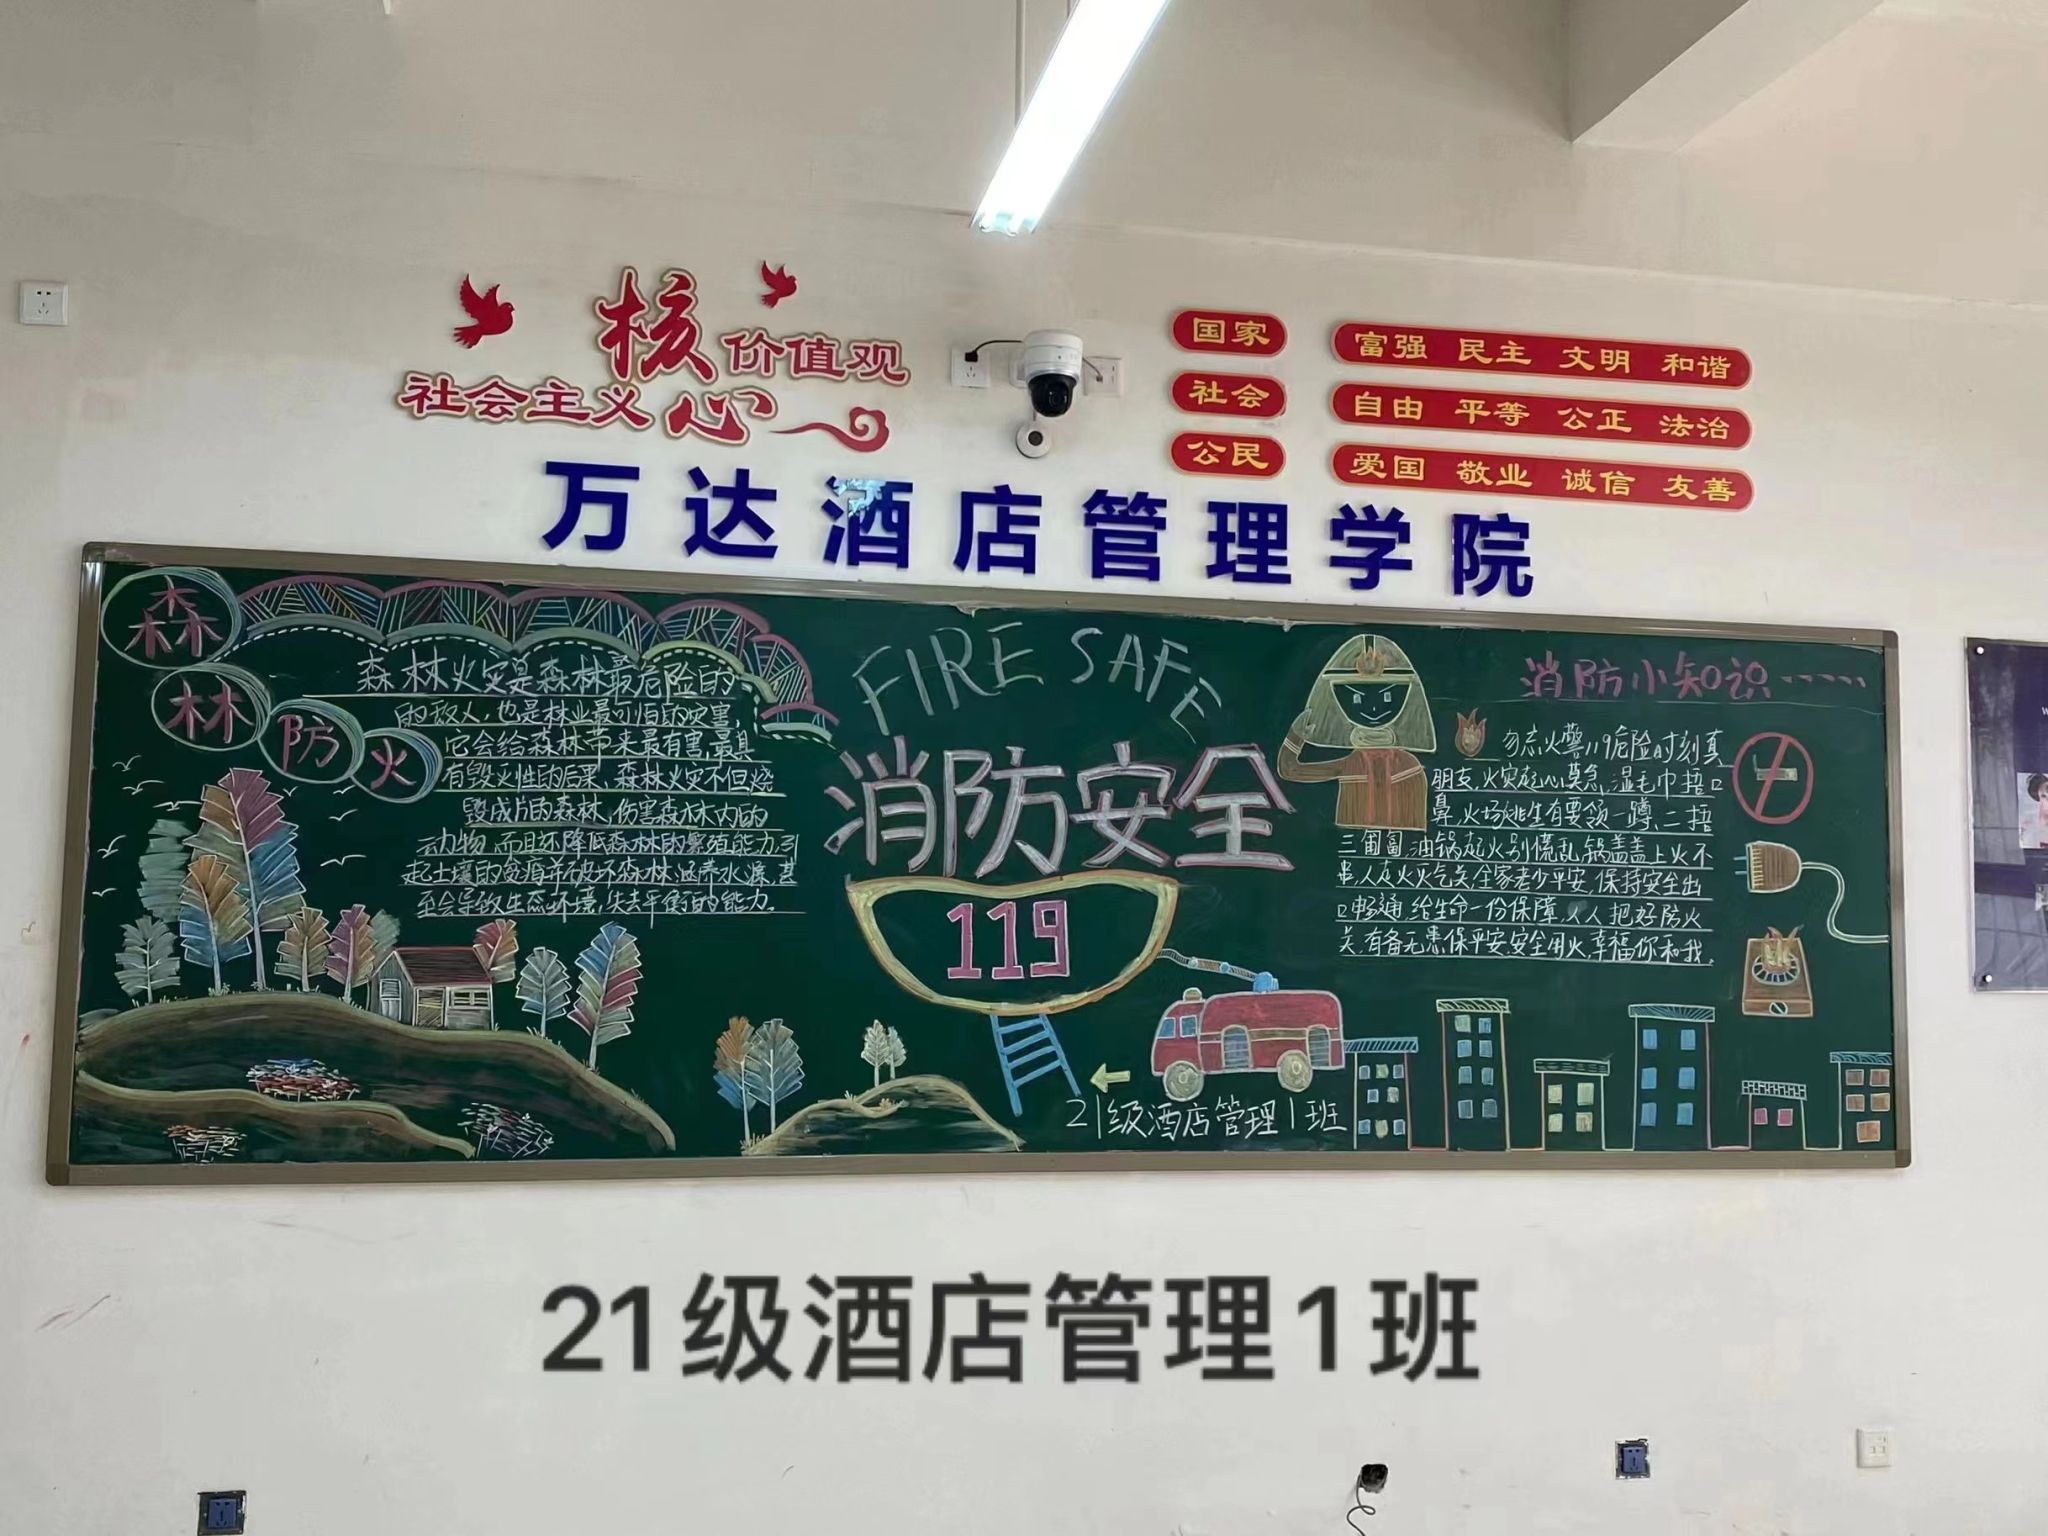 核
价值观
社会主义
心
国家 富强 民主 文明 和谐
社会 自由 平等 公正 法治
公民 爱国 敬业 诚信 友善
万达酒店管理学院
森
林
防
火
森林火灾是森林最危险的
的敌人,也是林业最可怕的灾害,
它会给森林带来最有害,最具
有毁灭性的后果,森林火灾不但烧
毁成片的森林,伤害森林内的
动物,而且还降低森林的繁殖能力,引
起土壤的贫瘠并破坏森林涵养水源,甚
至会导致生态环境,失去平衡的能力。
FIRE SAFE
消防安全
119
21级酒店管理1班
消防小知识……
勿忘火警119危险时刻真
朋友,火灾起心莫急,湿毛巾捂口
鼻,火场逃生有要领一蹲、二捂
三匍匐,油锅起火别慌乱锅盖盖上火不
串,人走火灭气关,全家老少平安,保持安全出
口畅通,给生命一份保障,人人把好防火
关,有备无患保平安,安全用火,幸福你和我。
21级酒店管理1班